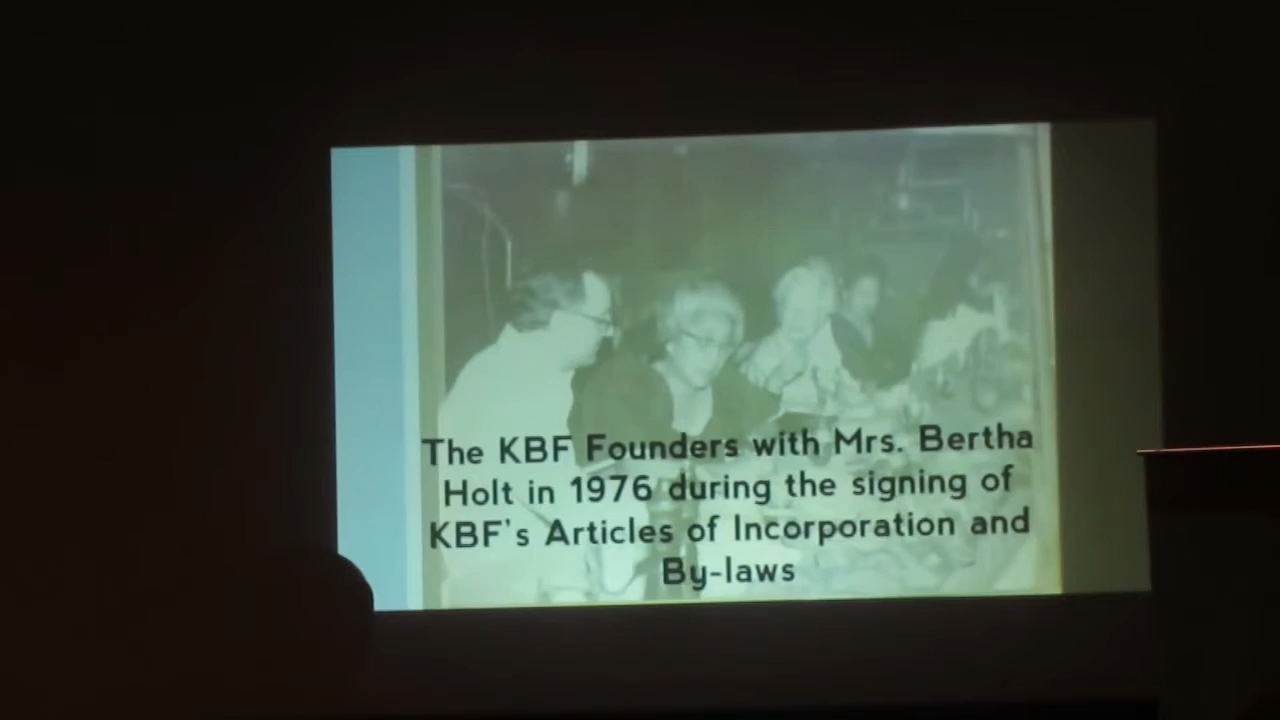 The KBF Founders with Mrs. Bertha
Holt in 1976 during the signing of
KBF's Articles of Incorporation and
By-laws